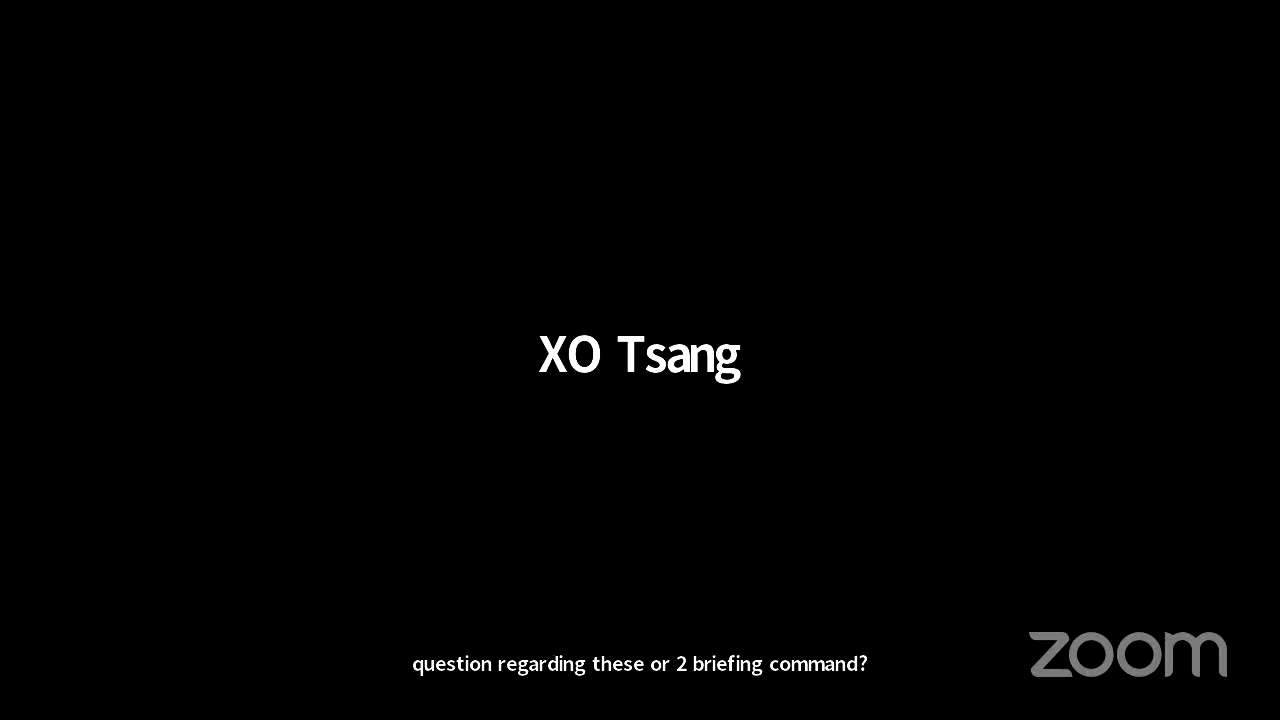 XO Tsang
question regarding these or 2 briefing command?
zoom